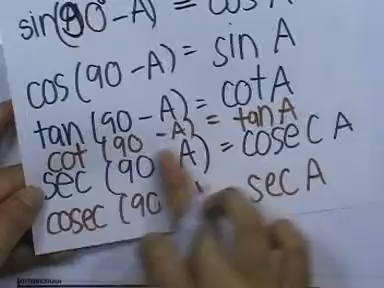 sin(90°-A) = cos A
cos(90-A) = sin A
tan(90-A) = cot A
cot (90-A) = tan A
sec (90 A) = cosec A
cosec (90 sec A